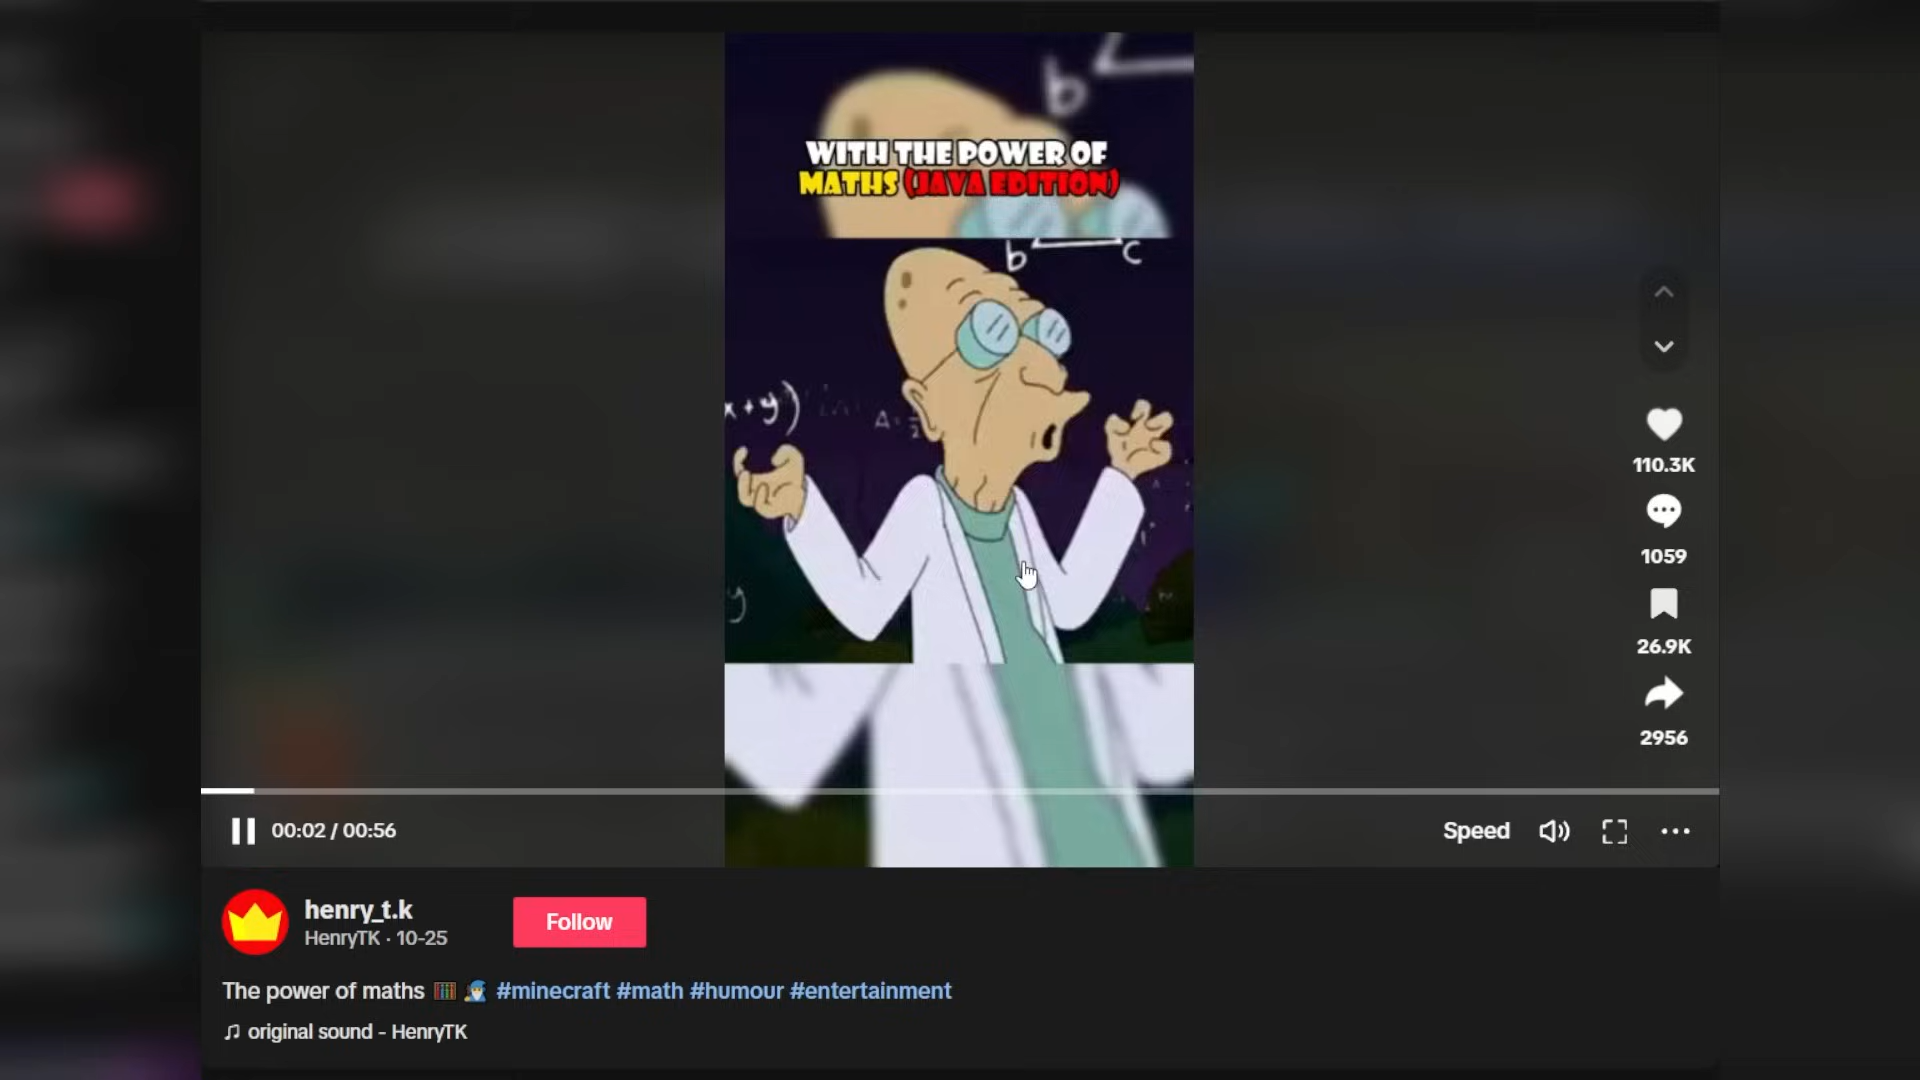 b
WITH THE POWER OF
MATHS (JAVA EDITION)
b c
x+y)
A=
2
y
110.3K
1059
26.9K
2956
00:02 / 00:56
Speed
henry_t.k
HenryTK · 10-25
Follow
The power of maths 🧮 🧙‍♂️ #minecraft #math #humour #entertainment
original sound - HenryTK